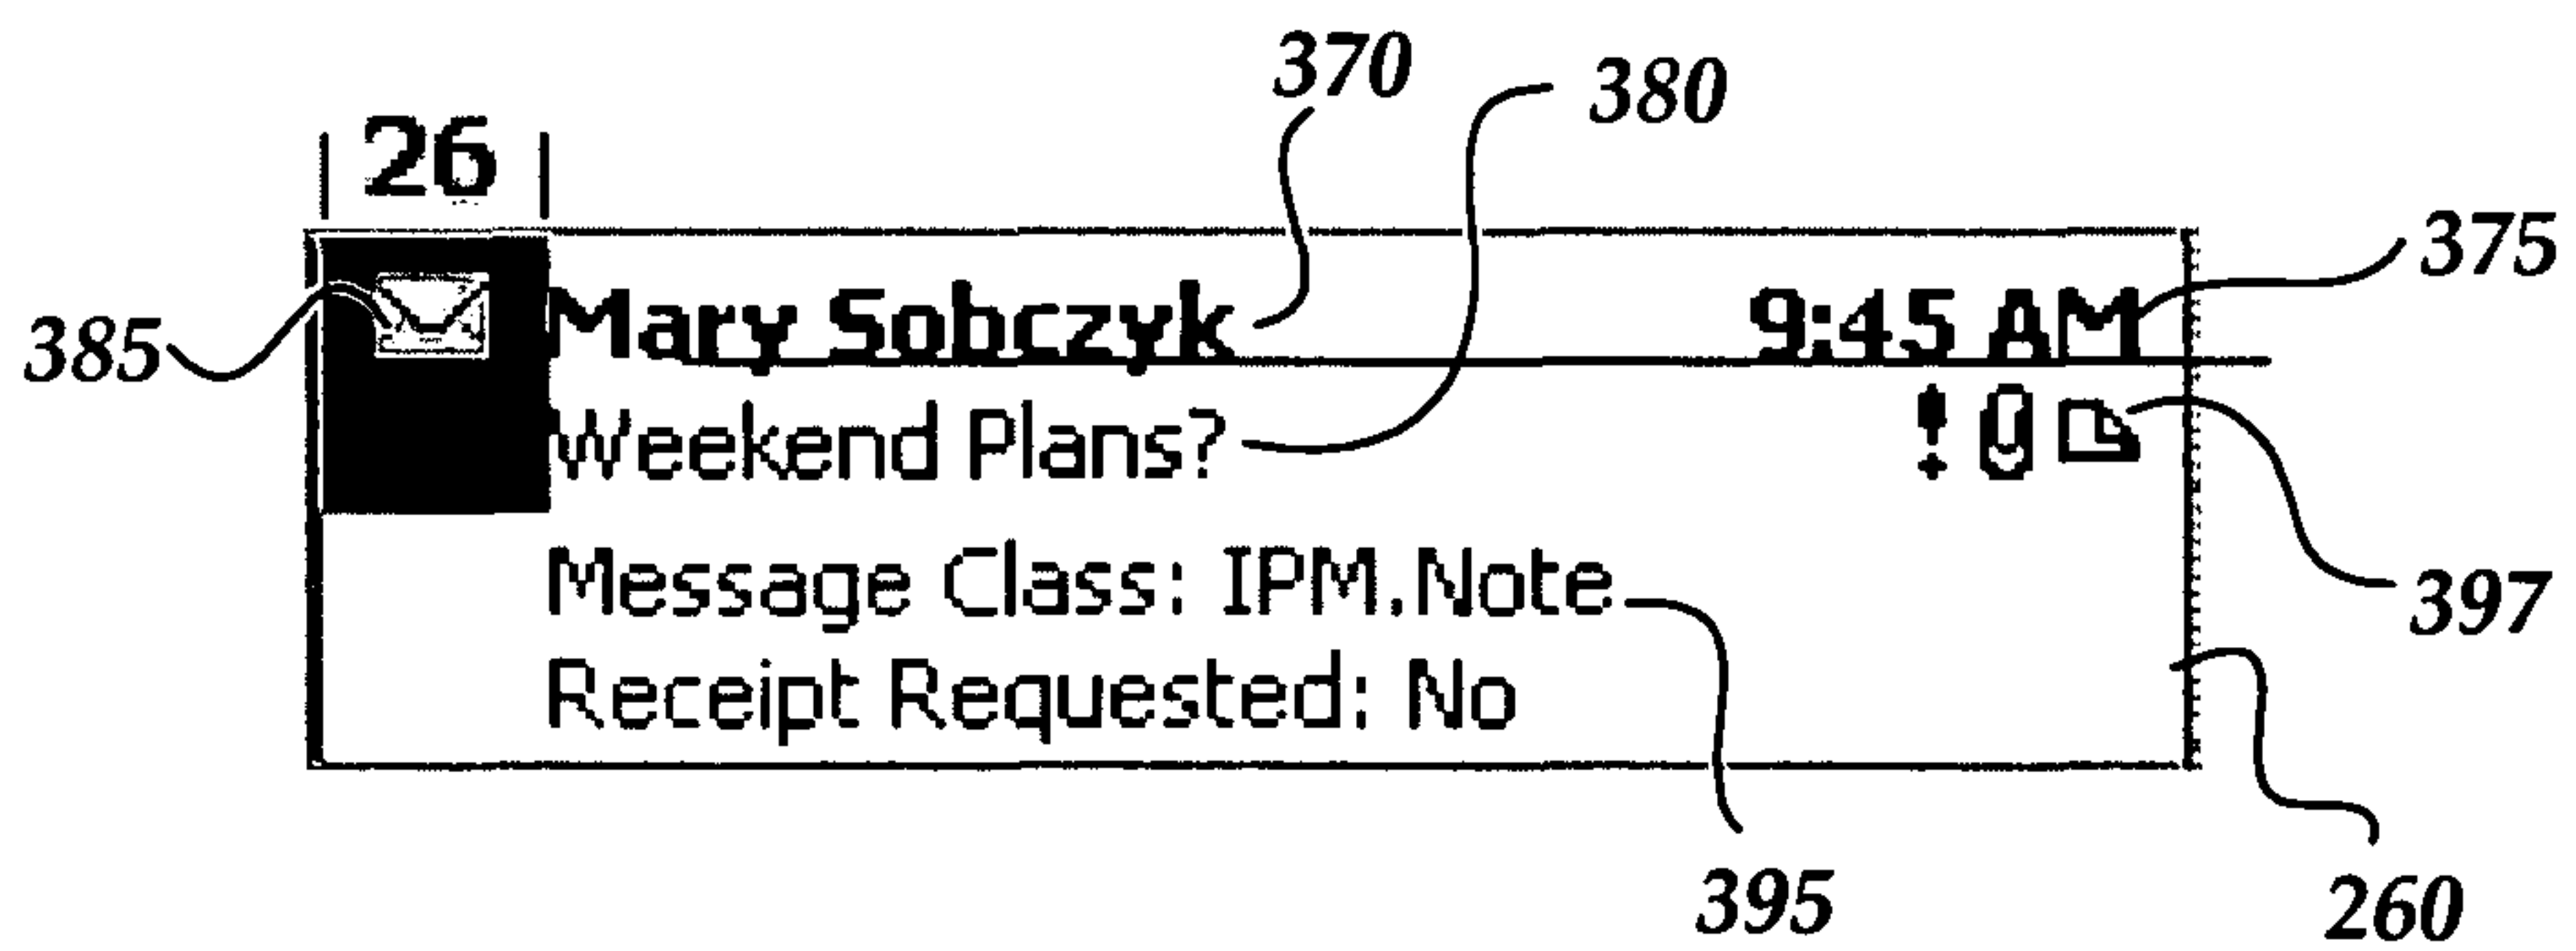 370
380
26
375
385
Mary Sobczyk 9:45 AM
Weekend Plans? !
Message Class: IPM.Note
397
Receipt Requested: No
395
260